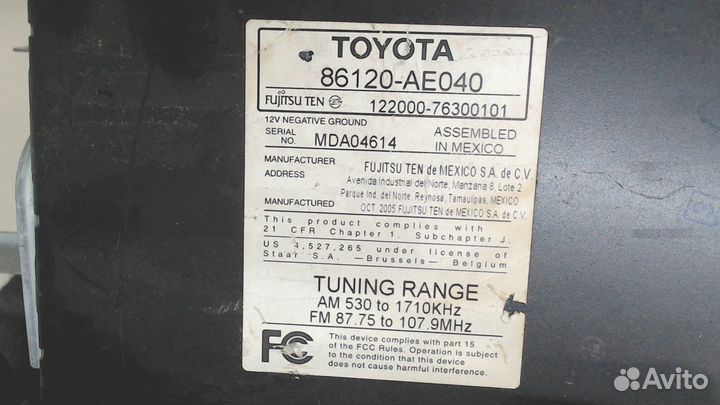 TOYOTA
86120-AE040
FUJITSU TEN 122000-76300101
12V NEGATIVE GROUND
SERIAL NO. MDA04614 ASSEMBLED IN MEXICO
MANUFACTURER FUJITSU TEN de MEXICO S.A. de C.V.
ADDRESS Avenida Industrial del Norte, Manzana 8, Lote 2
Parque Ind. del Norte, Reynosa, Tamaulipas, MEXICO
MANUFACTURED OCT. 2005 FUJITSU TEN de MEXICO S.A. de C.V.
This product complies with
21 CFR Chapter 1. Subchapter J.
US 4,527,265 under license of
Staar S.A. —Brussels— Belgium
TUNING RANGE
AM 530 to 1710KHz
FM 87.75 to 107.9MHz
FC This device complies with part 15
of the FCC Rules. Operation is subject
to the condition that this device
does not cause harmful interference.
Avito